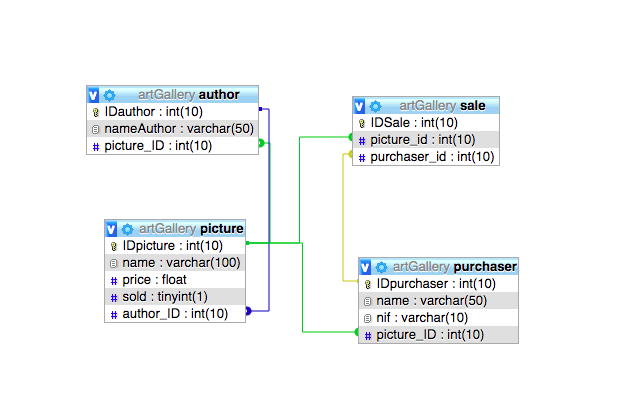 artGallery author
IDauthor : int(10)
nameAuthor : varchar(50)
picture_ID : int(10)
artGallery sale
IDSale : int(10)
picture_id : int(10)
purchaser_id : int(10)
artGallery picture
IDpicture : int(10)
name : varchar(100)
price : float
sold : tinyint(1)
author_ID : int(10)
artGallery purchaser
IDpurchaser : int(10)
name : varchar(50)
nif : varchar(10)
picture_ID : int(10)